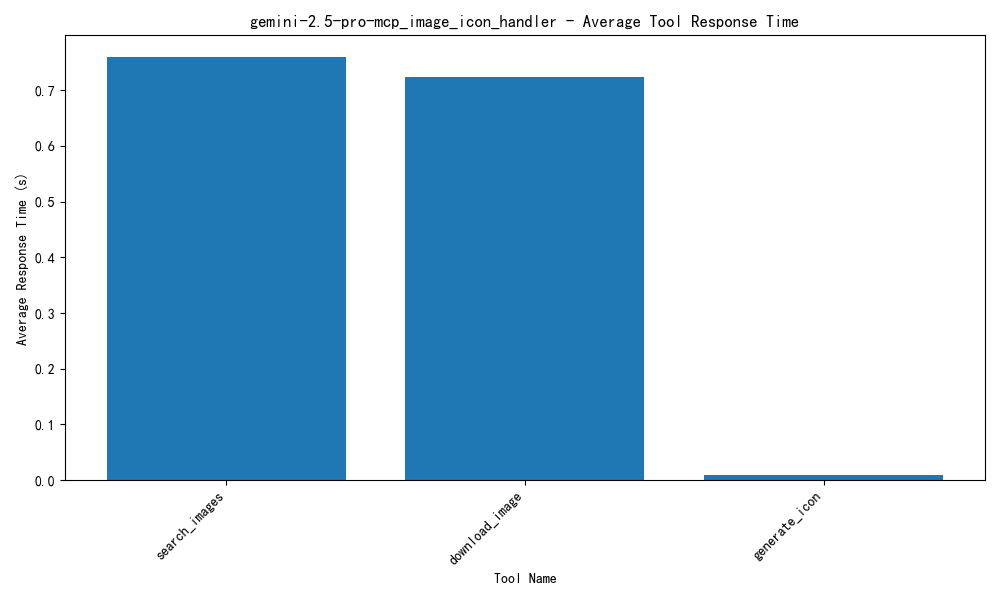 gemini-2.5-pro-mcp_image_icon_handler - Average Tool Response Time
Average Response Time (s)
0.7
0.6
0.5
0.4
0.3
0.2
0.1
0.0
search_images
download_image
generate_icon
Tool Name